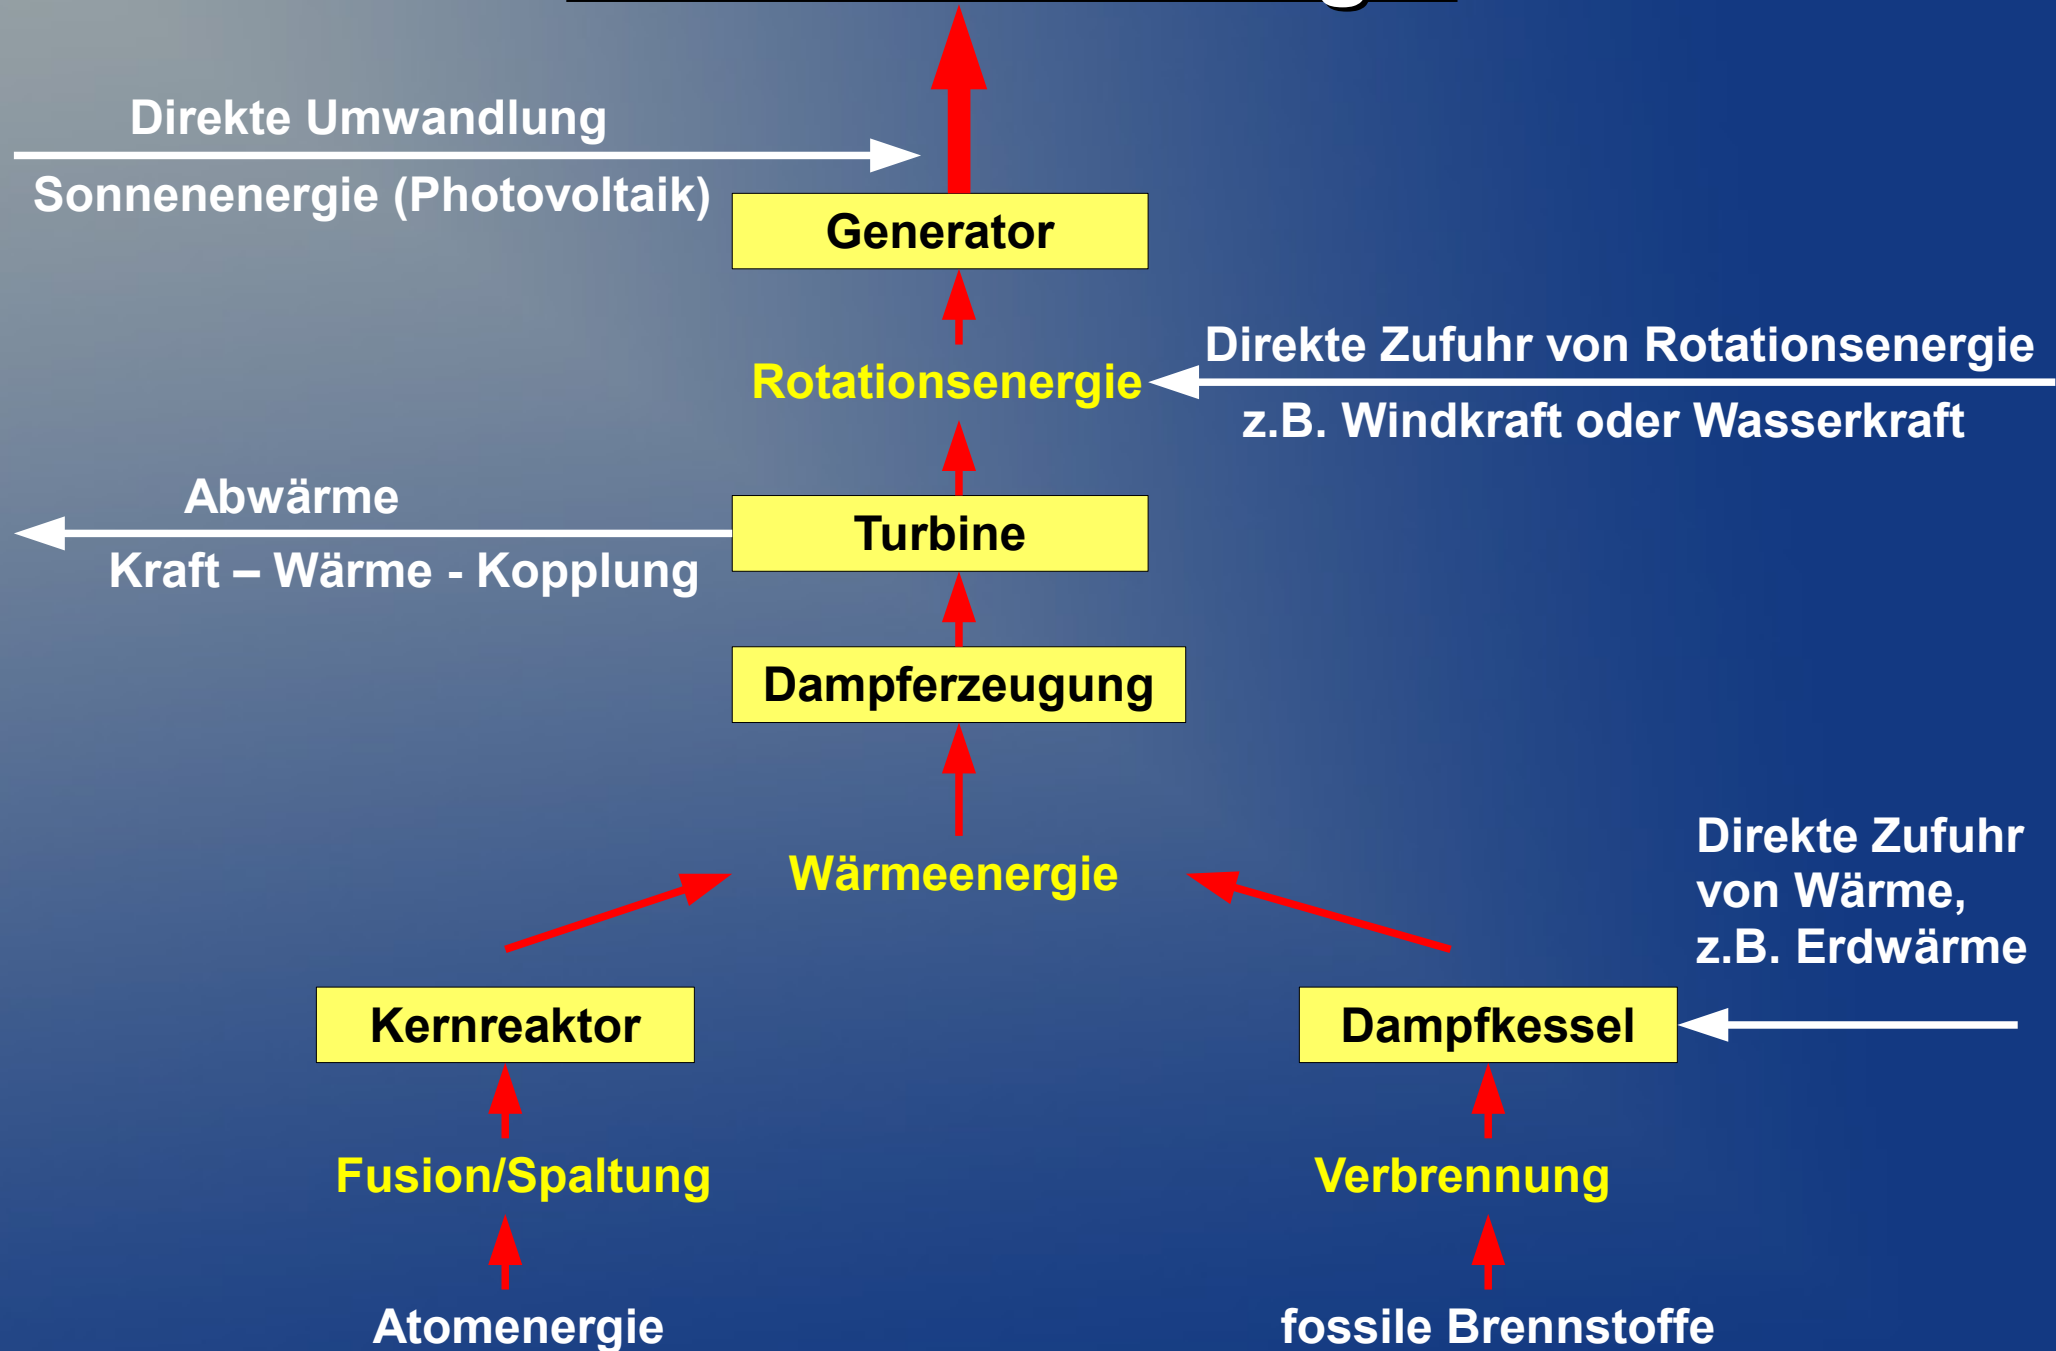 Direkte Umwandlung
Sonnenenergie (Photovoltaik)
Generator
Direkte Zufuhr von Rotationsenergie
Rotationsenergie
z.B. Windkraft oder Wasserkraft
Abwärme
Turbine
Kraft – Wärme - Kopplung
Dampferzeugung
Wärmeenergie
Direkte Zufuhr
von Wärme,
z.B. Erdwärme
Kernreaktor
Dampfkessel
Fusion/Spaltung
Verbrennung
Atomenergie
fossile Brennstoffe